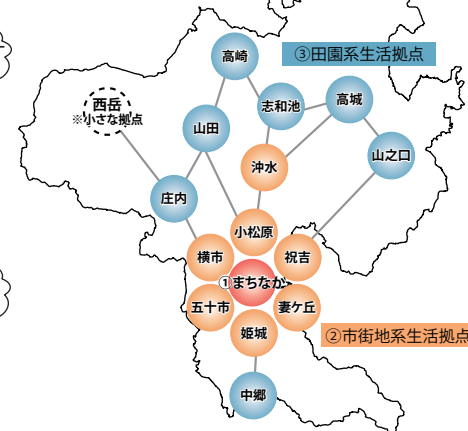 高崎
③田園系生活拠点
西岳
※小さな拠点
志和池
高城
山田
山之口
沖水
庄内
小松原
横市
祝吉
①まちなか
五十市
妻ケ丘
姫城
②市街地系生活拠点
中郷